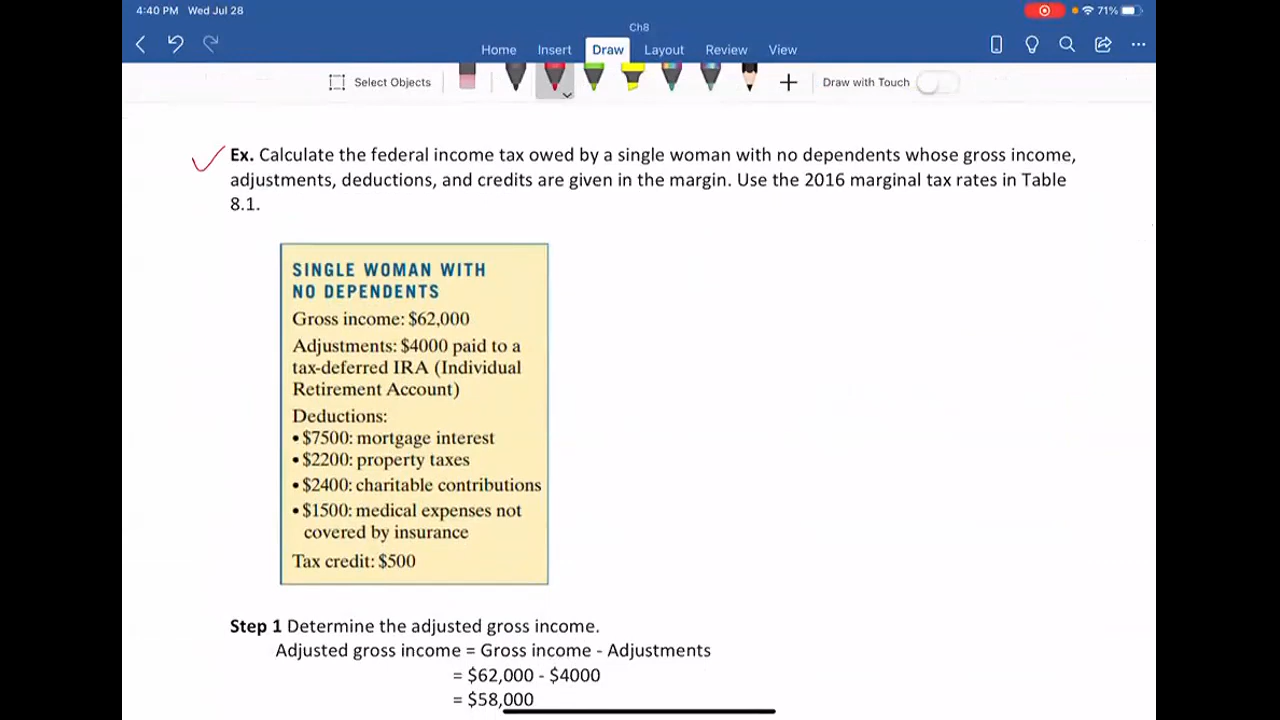 4:40 PM Wed Jul 28
71%
Ch8
Home Insert Draw Layout Review View
Select Objects
Draw with Touch
Ex. Calculate the federal income tax owed by a single woman with no dependents whose gross income,
adjustments, deductions, and credits are given in the margin. Use the 2016 marginal tax rates in Table
8.1.
SINGLE WOMAN WITH
NO DEPENDENTS
Gross income: $62,000
Adjustments: $4000 paid to a
tax-deferred IRA (Individual
Retirement Account)
Deductions:
• $7500: mortgage interest
• $2200: property taxes
• $2400: charitable contributions
• $1500: medical expenses not
covered by insurance
Tax credit: $500
Step 1 Determine the adjusted gross income.
Adjusted gross income = Gross income - Adjustments
= $62,000 - $4000
= $58,000